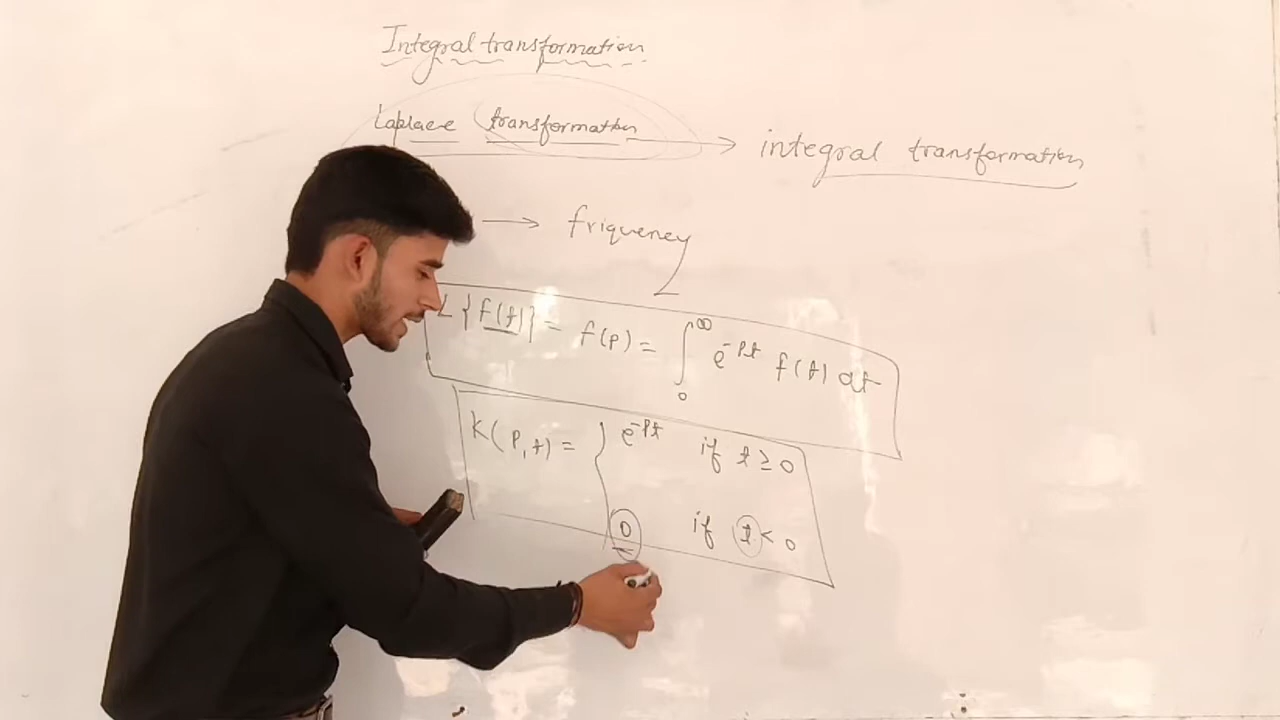 Integral transformation
Laplace transformation → integral transformation
→ friquency
L{f(t)} = f(p) = ∫₀^∞ e^-pt f(t) dt
K(p,t) = { e^-pt if t ≥ 0
0 if t < 0